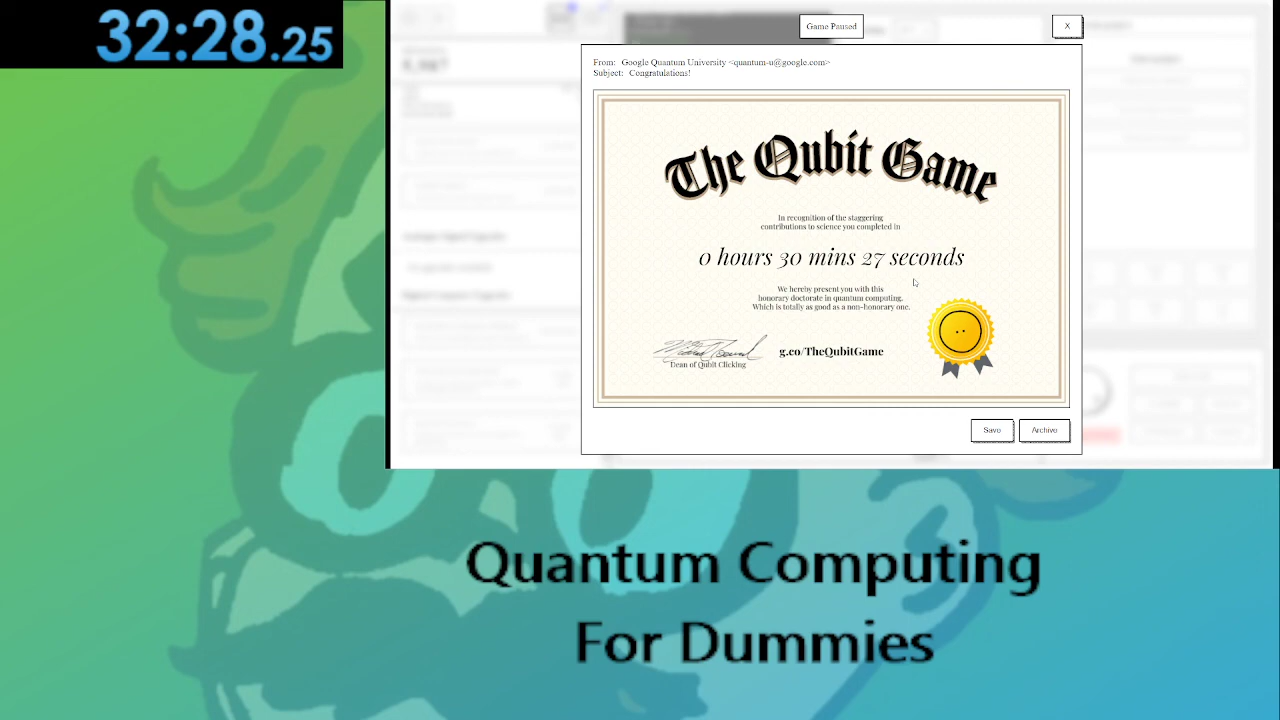 32:28.25
Game Paused
X
From: Google Quantum University <quantum-u@google.com>
Subject: Congratulations!
The Qubit Game
In recognition of the staggering
contributions to science you completed in
0 hours 30 mins 27 seconds
We hereby present you with this
honorary doctorate in quantum computing.
Which is totally as good as a non-honorary one.
Dean of Qubit Clicking
g.co/TheQubitGame
Save
Archive
Quantum Computing
For Dummies